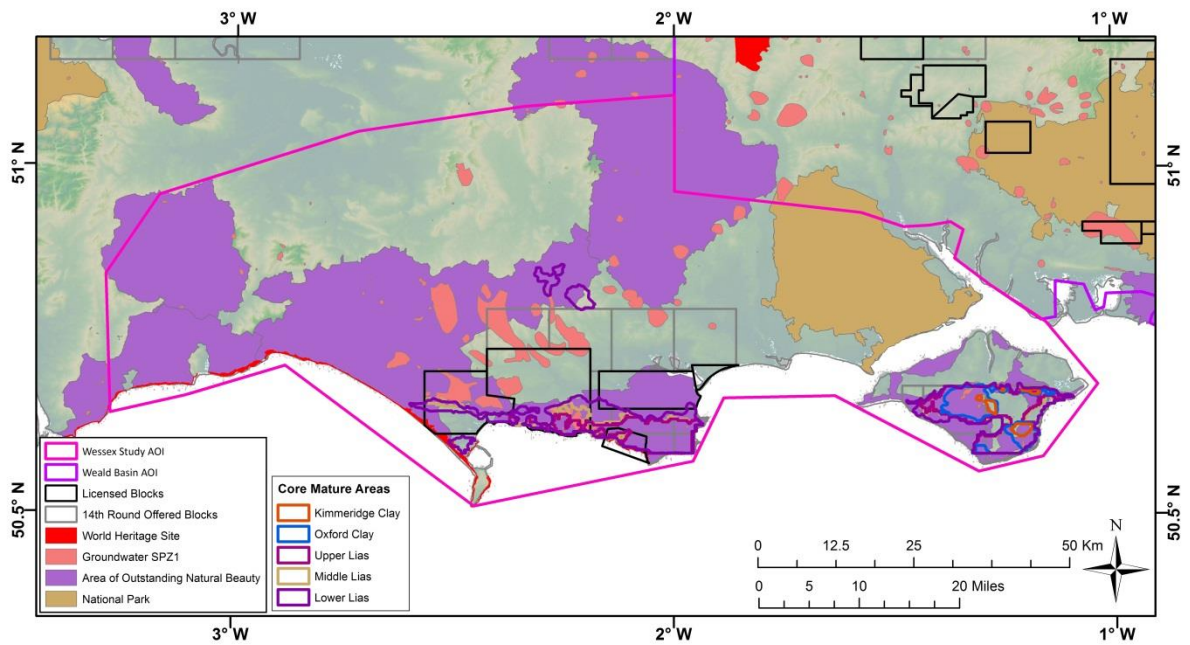 3° W
2° W
1° W
51° N
51° N
50.5° N
50.5° N
Wessex Study AOI
Weald Basin AOI
Licensed Blocks
14th Round Offered Blocks
World Heritage Site
Groundwater SPZ1
Area of Outstanding Natural Beauty
National Park
Core Mature Areas
Kimmeridge Clay
Oxford Clay
Upper Lias
Middle Lias
Lower Lias
N
0 12.5 25 50 Km
0 5 10 20 Miles
3° W
2° W
1° W